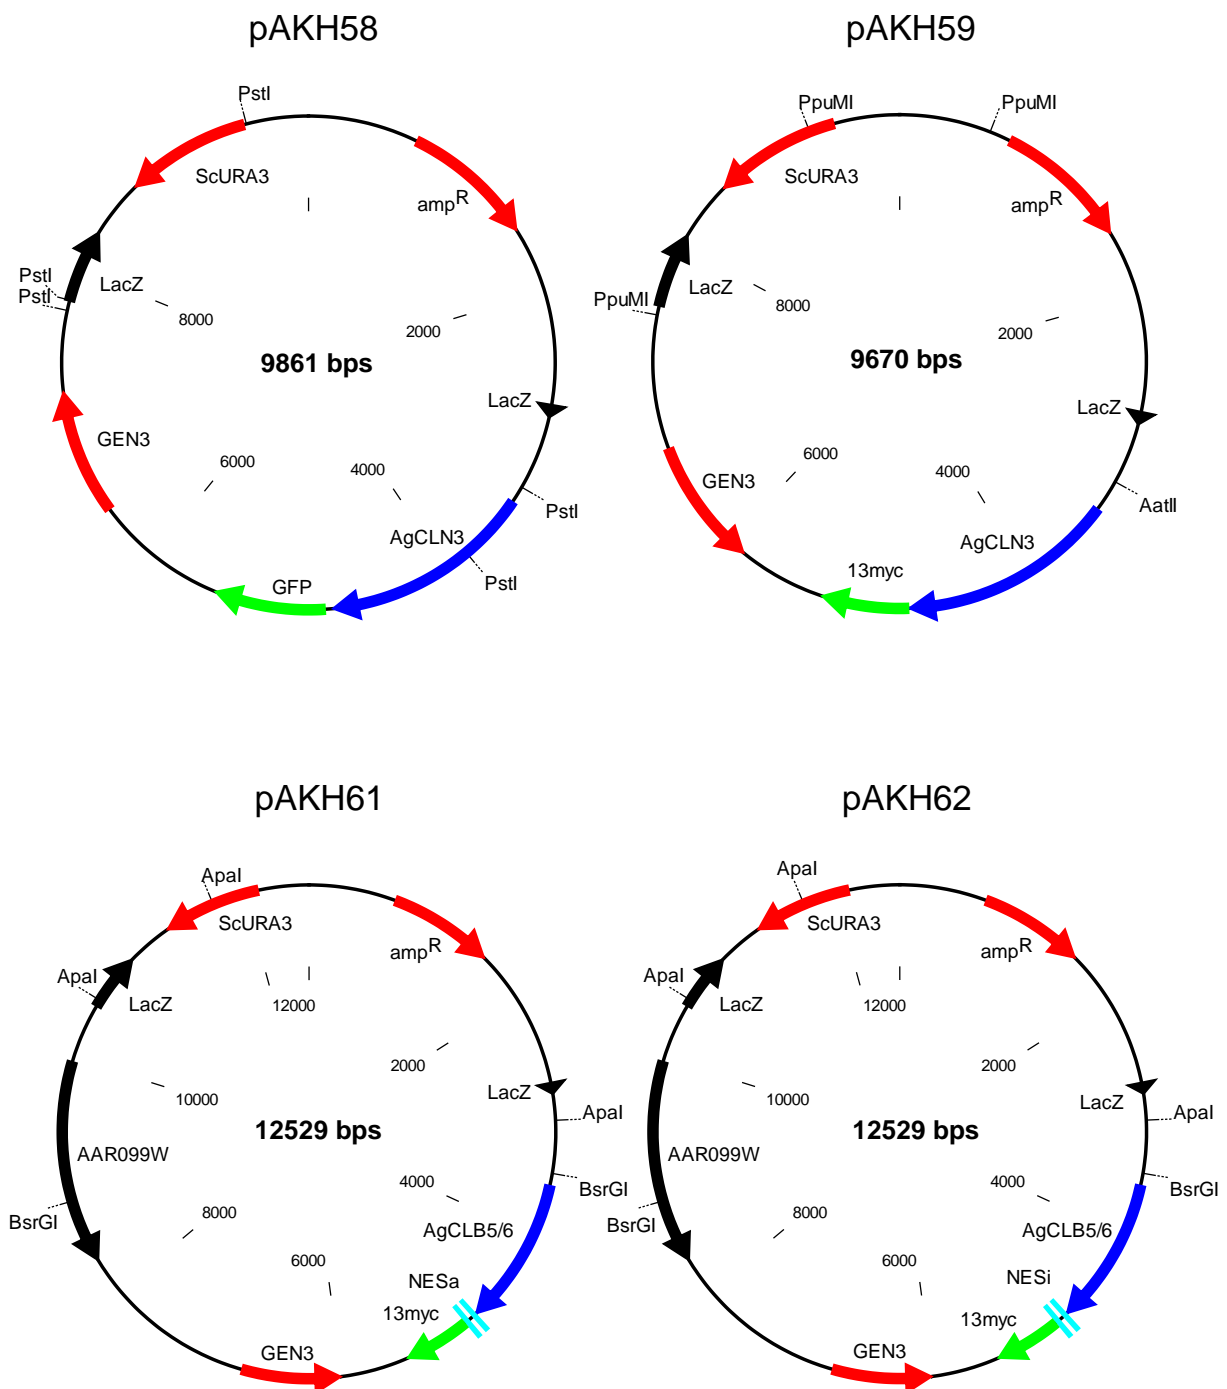 pAKH58
PstI
ScURA3
ampR
PstI
PstI
LacZ
8000
2000
9861 bps
LacZ
GEN3
6000
4000
PstI
AgCLN3
GFP
PstI
pAKH59
PpuMI
PpuMI
ScURA3
ampR
PpuMI
LacZ
8000
2000
9670 bps
LacZ
GEN3
6000
4000
AatII
AgCLN3
13myc
pAKH61
ApaI
ScURA3
ampR
ApaI
LacZ
12000
2000
10000
LacZ
ApaI
12529 bps
AAR099W
BsrGI
4000
BsrGI
8000
AgCLB5/6
6000
NESa
13myc
GEN3
pAKH62
ApaI
ScURA3
ampR
ApaI
LacZ
12000
2000
10000
LacZ
ApaI
12529 bps
AAR099W
BsrGI
4000
BsrGI
8000
AgCLB5/6
6000
NESi
13myc
GEN3